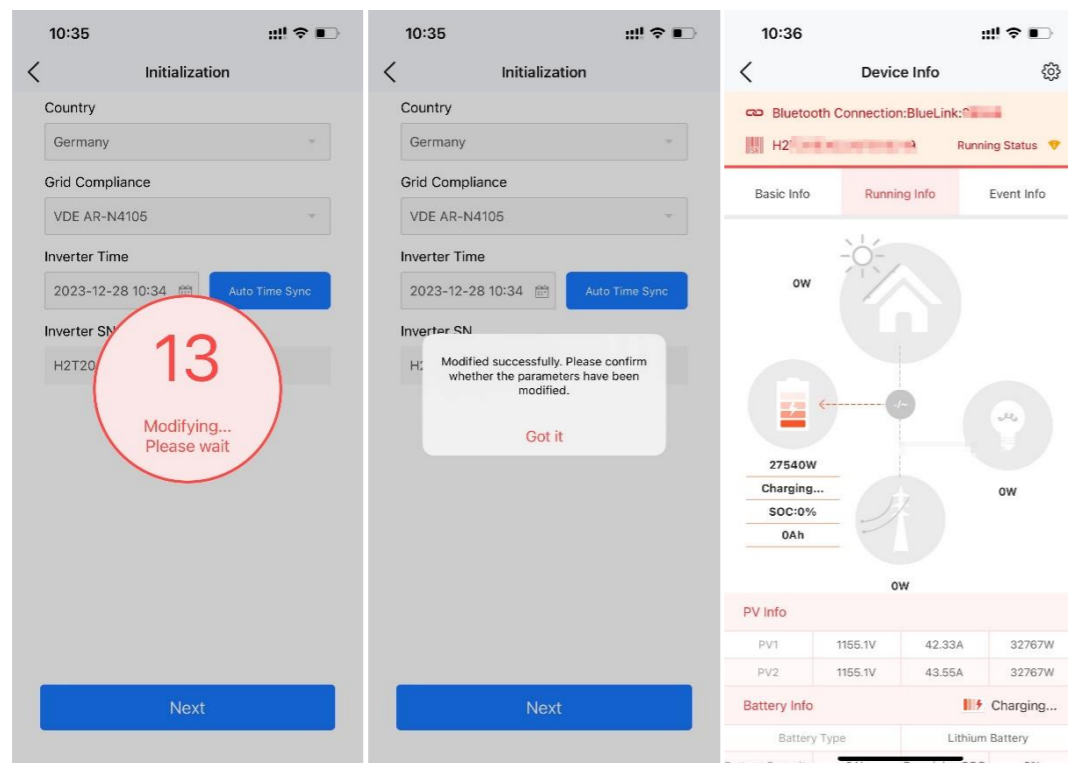 10:35
Initialization
Country
Germany
Grid Compliance
VDE AR-N4105
Inverter Time
2023-12-28 10:34
Auto Time Sync
Inverter SN
H2T20
13
Modifying...
Please wait
Next
10:35
Initialization
Country
Germany
Grid Compliance
VDE AR-N4105
Inverter Time
2023-12-28 10:34
Auto Time Sync
Inverter SN
Modified successfully. Please confirm
whether the parameters have been
modified.
Got it
Next
10:36
Device Info
Bluetooth Connection:BlueLink:
Running Status
Basic Info Running Info Event Info
0W
27540W
Charging...
SOC:0%
0Ah
0W
0W
PV Info
PV1 1155.1V 42.33A 32767W
PV2 1155.1V 43.55A 32767W
Battery Info Charging...
Battery Type Lithium Battery